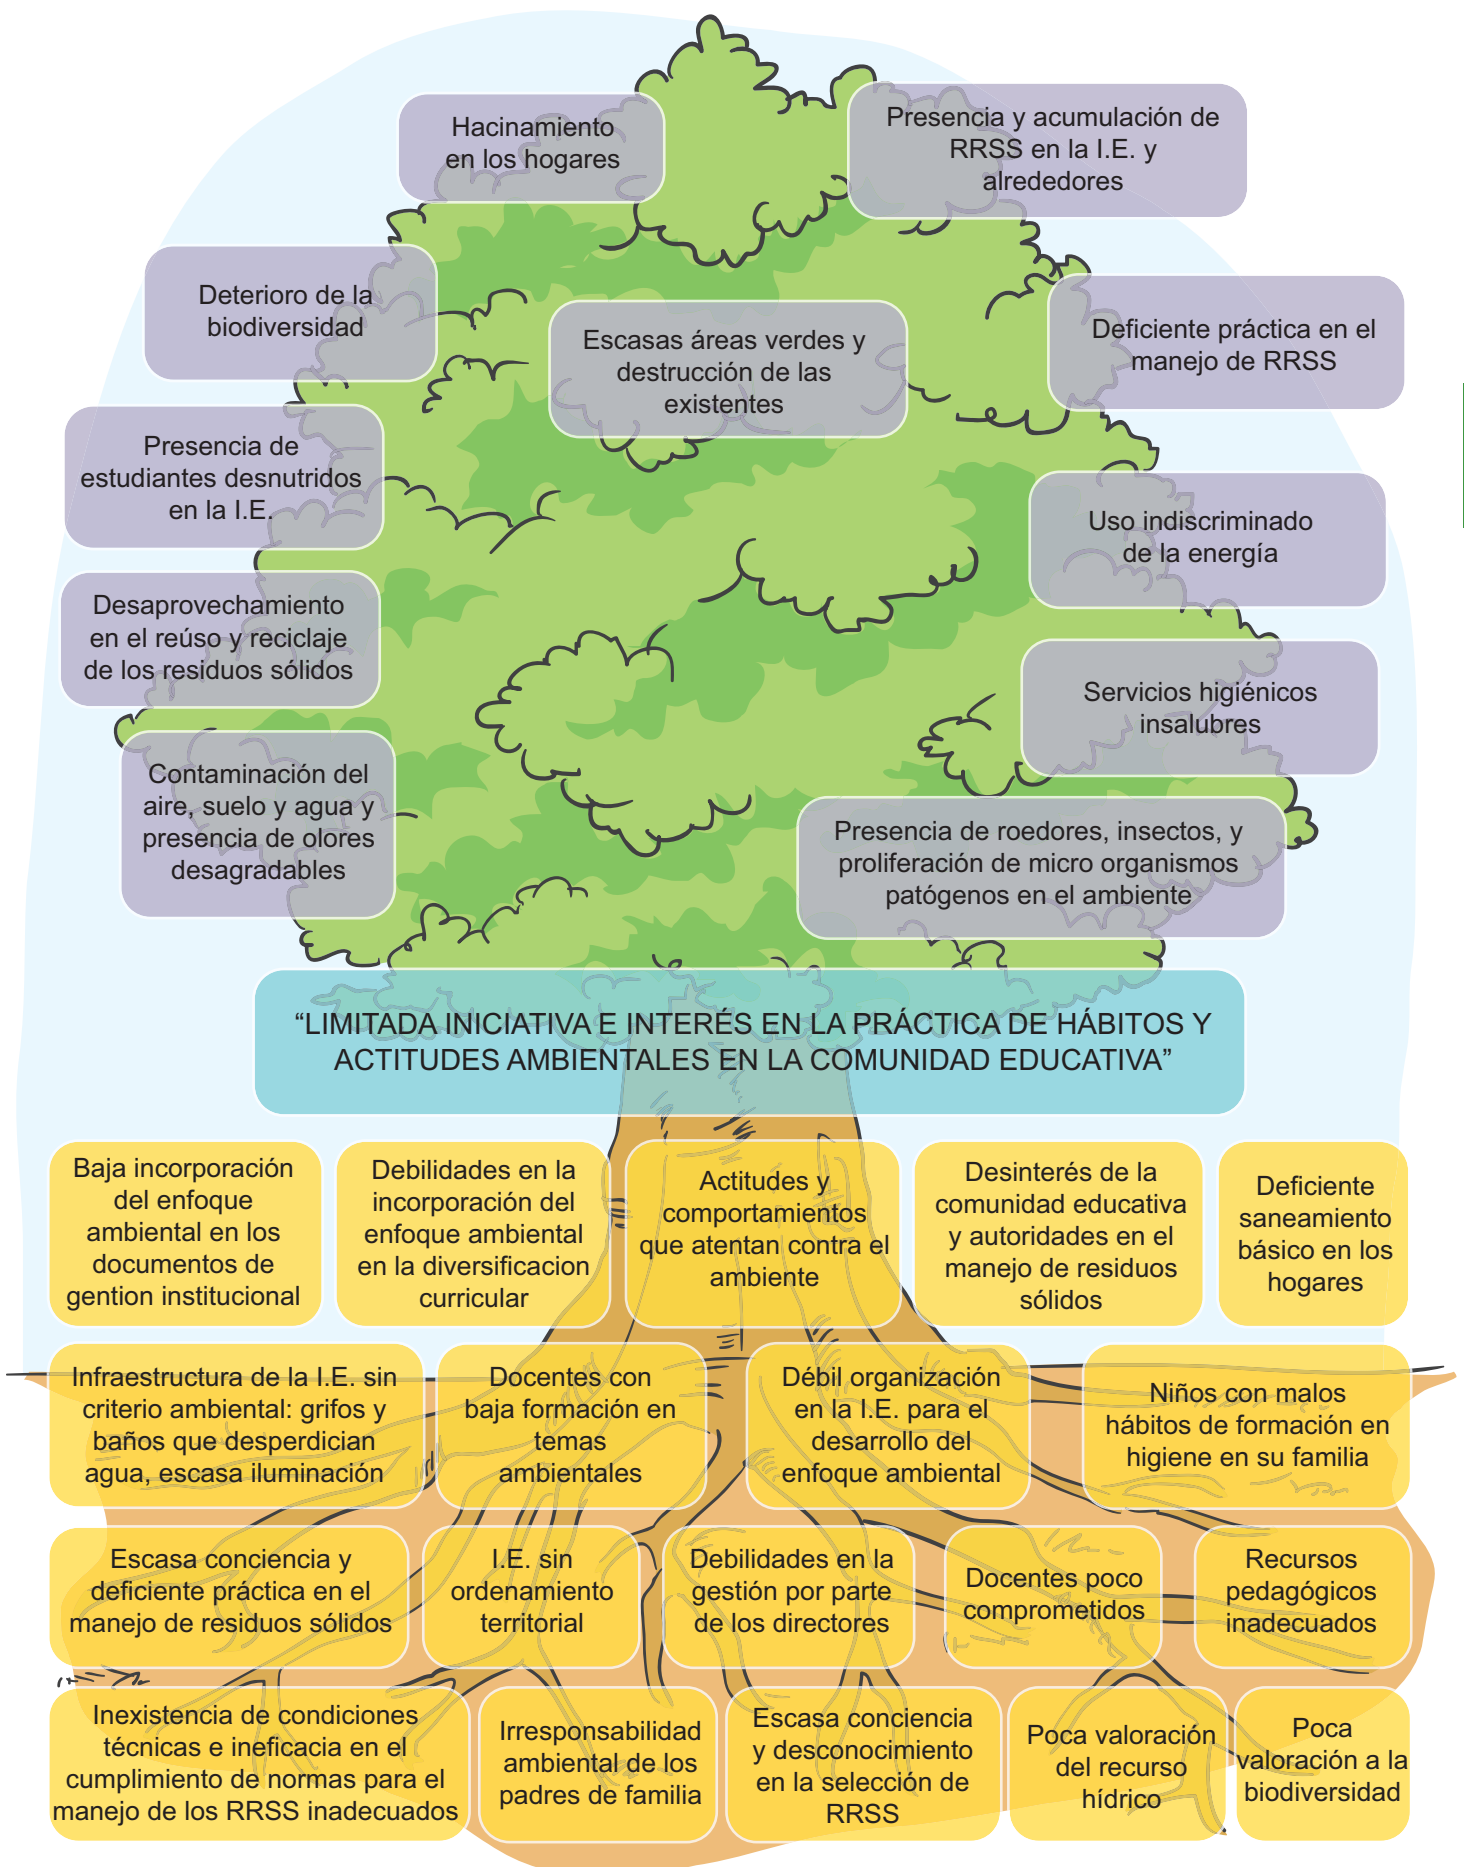 Hacinamiento
en los hogares
Presencia y acumulación de
RRSS en la I.E. y
alrededores
Deterioro de la
biodiversidad
Escasas áreas verdes y
destrucción de las
existentes
Deficiente práctica en el
manejo de RRSS
Presencia de
estudiantes desnutridos
en la I.E.
Uso indiscriminado
de la energía
Desaprovechamiento
en el reúso y reciclaje
de los residuos sólidos
Servicios higiénicos
insalubres
Contaminación del
aire, suelo y agua y
presencia de olores
desagradables
Presencia de roedores, insectos, y
proliferación de micro organismos
patógenos en el ambiente
“LIMITADA INICIATIVA E INTERÉS EN LA PRÁCTICA DE HÁBITOS Y
ACTITUDES AMBIENTALES EN LA COMUNIDAD EDUCATIVA”
Baja incorporación
del enfoque
ambiental en los
documentos de
gention institucional
Debilidades en la
incorporación del
enfoque ambiental
en la diversificacion
curricular
Actitudes y
comportamientos
que atentan contra el
ambiente
Desinterés de la
comunidad educativa
y autoridades en el
manejo de residuos
sólidos
Deficiente
saneamiento
básico en los
hogares
Infraestructura de la I.E. sin
criterio ambiental: grifos y
baños que desperdician
agua, escasa iluminación
Docentes con
baja formación en
temas
ambientales
Débil organización
en la I.E. para el
desarrollo del
enfoque ambiental
Niños con malos
hábitos de formación en
higiene en su familia
Escasa conciencia y
deficiente práctica en el
manejo de residuos sólidos
I.E. sin
ordenamiento
territorial
Debilidades en la
gestión por parte
de los directores
Docentes poco
comprometidos
Recursos
pedagógicos
inadecuados
Inexistencia de condiciones
técnicas e ineficacia en el
cumplimiento de normas para el
manejo de los RRSS inadecuados
Irresponsabilidad
ambiental de los
padres de familia
Escasa conciencia
y desconocimiento
en la selección de
RRSS
Poca valoración
del recurso
hídrico
Poca
valoración a la
biodiversidad